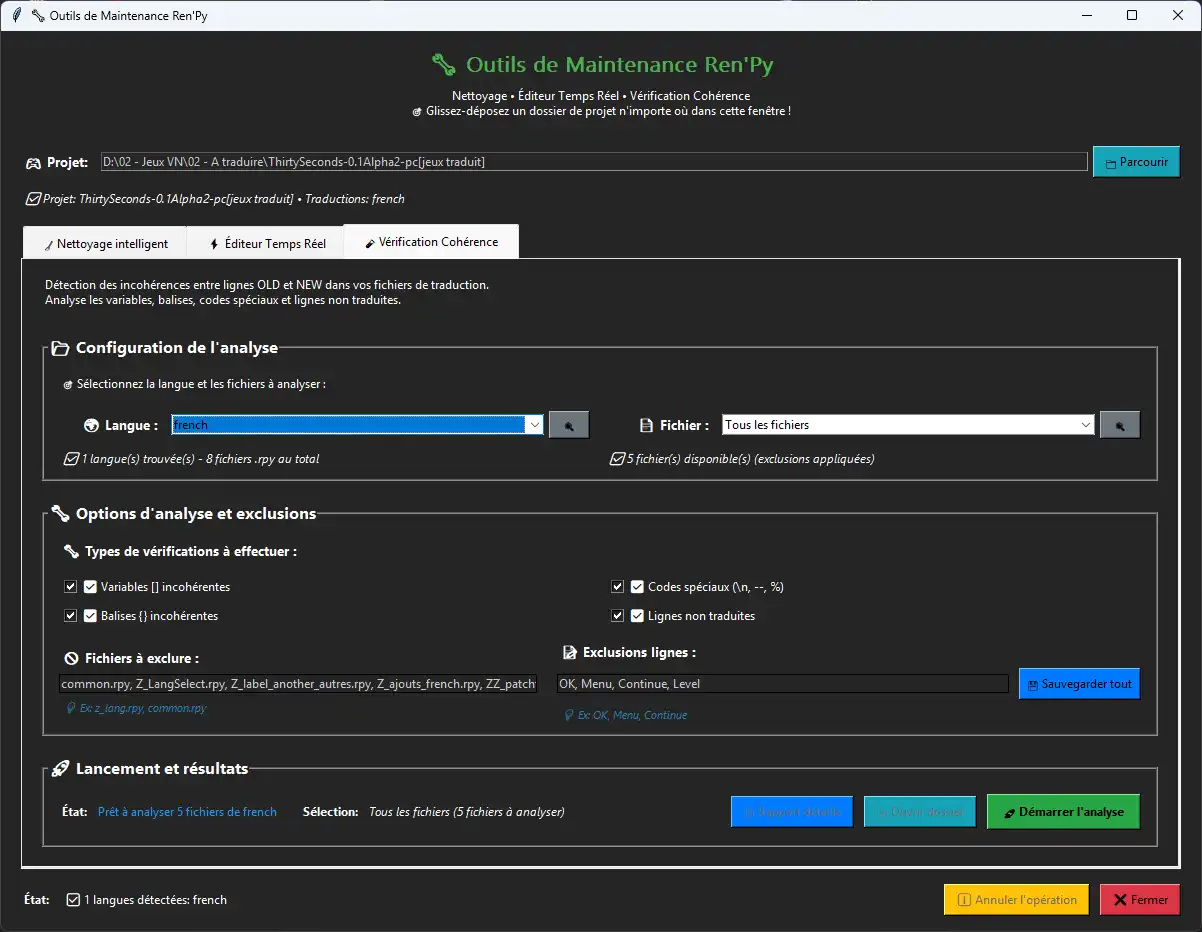 Outils de Maintenance Ren'Py
Outils de Maintenance Ren'Py
Nettoyage • Éditeur Temps Réel • Vérification Cohérence
Glissez-déposez un dossier de projet n'importe où dans cette fenêtre !
Projet: D:\02 - Jeux VN\02 - A traduire\ThirtySeconds-0.1Alpha2-pc[jeux traduit] Parcourir
Projet: ThirtySeconds-0.1Alpha2-pc[jeux traduit] • Traductions: french
Nettoyage intelligent Éditeur Temps Réel Vérification Cohérence
Détection des incohérences entre lignes OLD et NEW dans vos fichiers de traduction.
Analyse les variables, balises, codes spéciaux et lignes non traduites.
Configuration de l'analyse
Sélectionnez la langue et les fichiers à analyser :
Langue : french Fichier : Tous les fichiers
1 langue(s) trouvée(s) - 8 fichiers .rpy au total 5 fichier(s) disponible(s) (exclusions appliquées)
Options d'analyse et exclusions
Types de vérifications à effectuer :
Variables [] incohérentes Codes spéciaux (\n, --, %)
Balises {} incohérentes Lignes non traduites
Fichiers à exclure : Exclusions lignes :
common.rpy, Z_LangSelect.rpy, Z_label_another_autres.rpy, Z_ajouts_french.rpy, ZZ_patch OK, Menu, Continue, Level Sauvegarder tout
Ex: z_lang.rpy, common.rpy Ex: OK, Menu, Continue
Lancement et résultats
État: Prêt à analyser 5 fichiers de french Sélection: Tous les fichiers (5 fichiers à analyser) Rapport détaillé Ouvrir dossier Démarrer l'analyse
État: 1 langues détectées: french Annuler l'opération Fermer